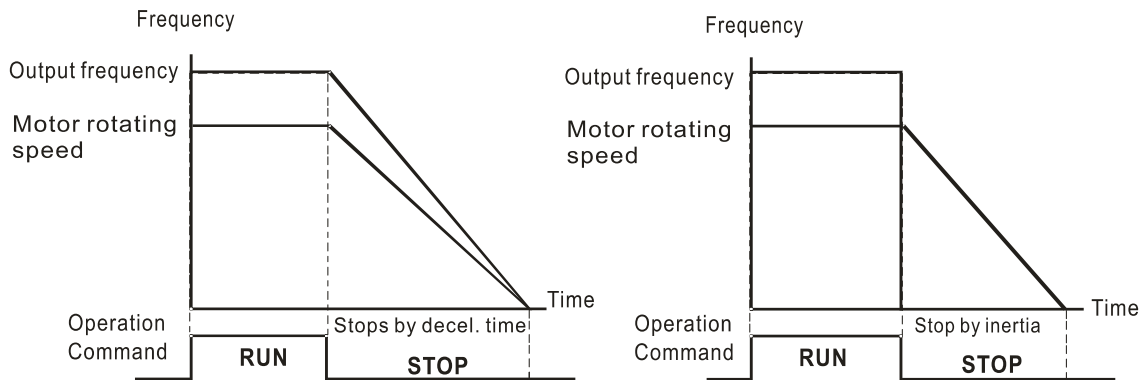 Frequency
Output frequency
Motor rotating
speed
Time
Operation
Command
Stops by decel. time
RUN
STOP
Frequency
Output frequency
Motor rotating
speed
Time
Operation
Command
Stop by inertia
RUN
STOP